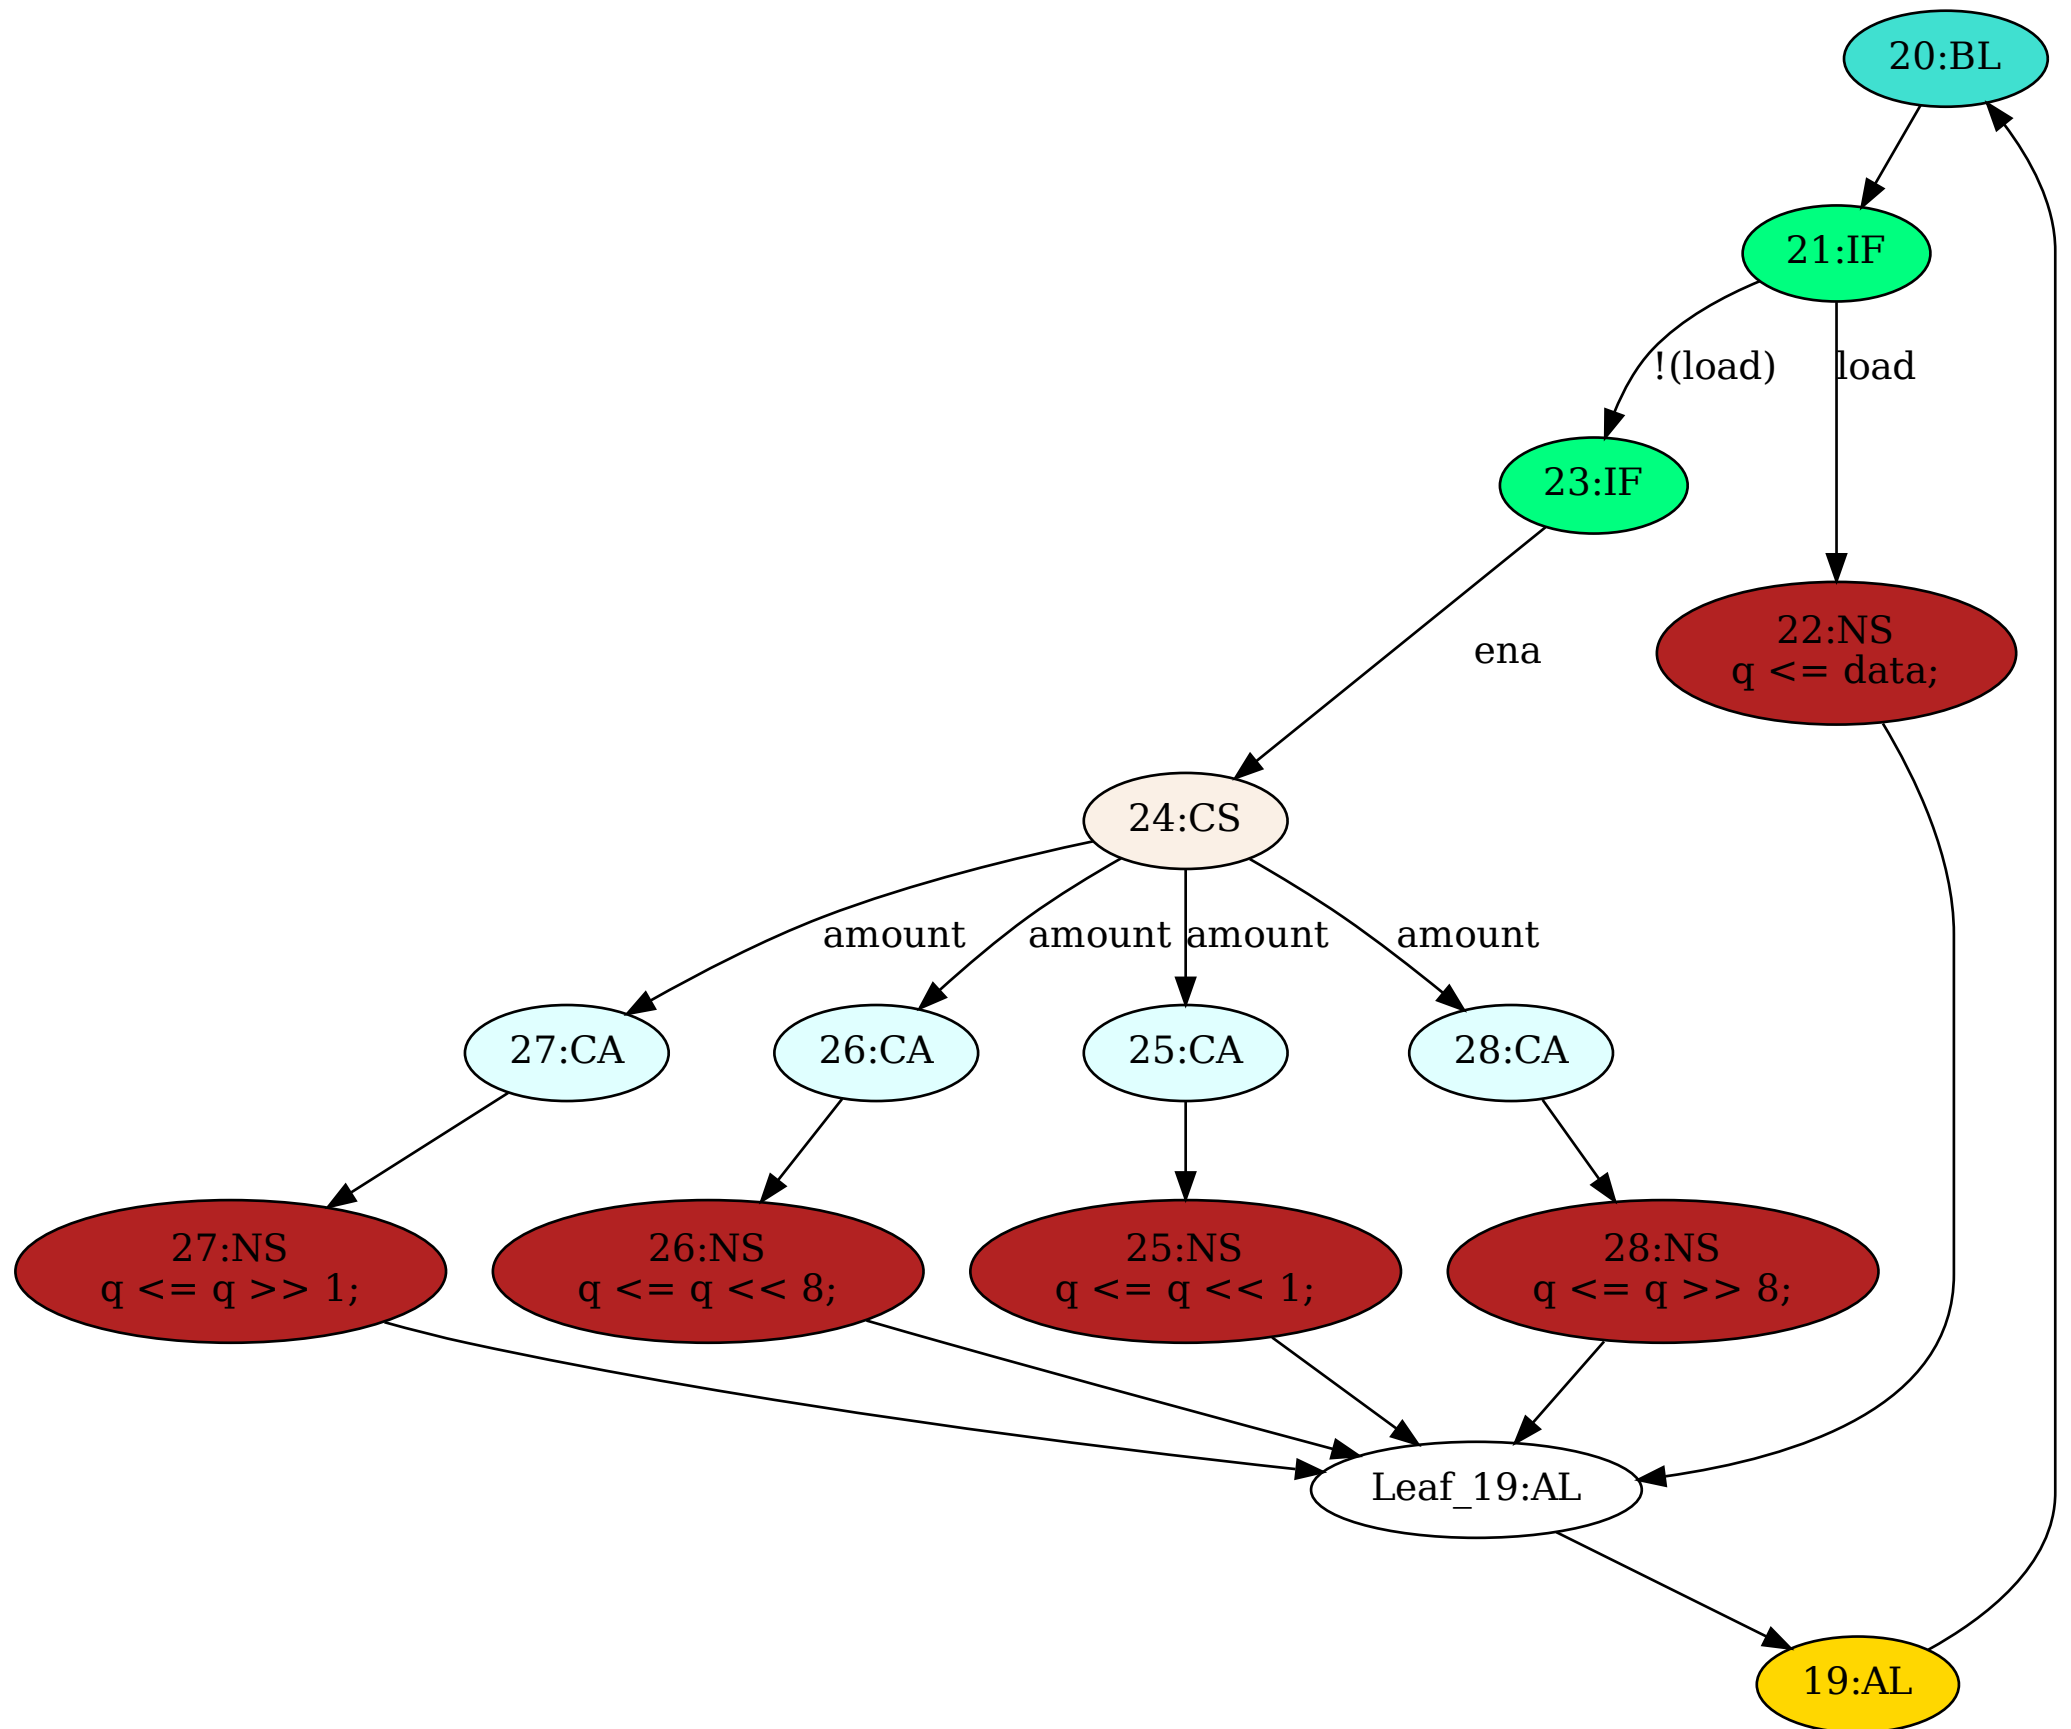 20:BL
21:IF
!(load)
load
23:IF
22:NS
q <= data;
ena
24:CS
amount
amount
amount
amount
27:CA
26:CA
25:CA
28:CA
27:NS
q <= q >> 1;
26:NS
q <= q << 8;
25:NS
q <= q << 1;
28:NS
q <= q >> 8;
Leaf_19:AL
19:AL